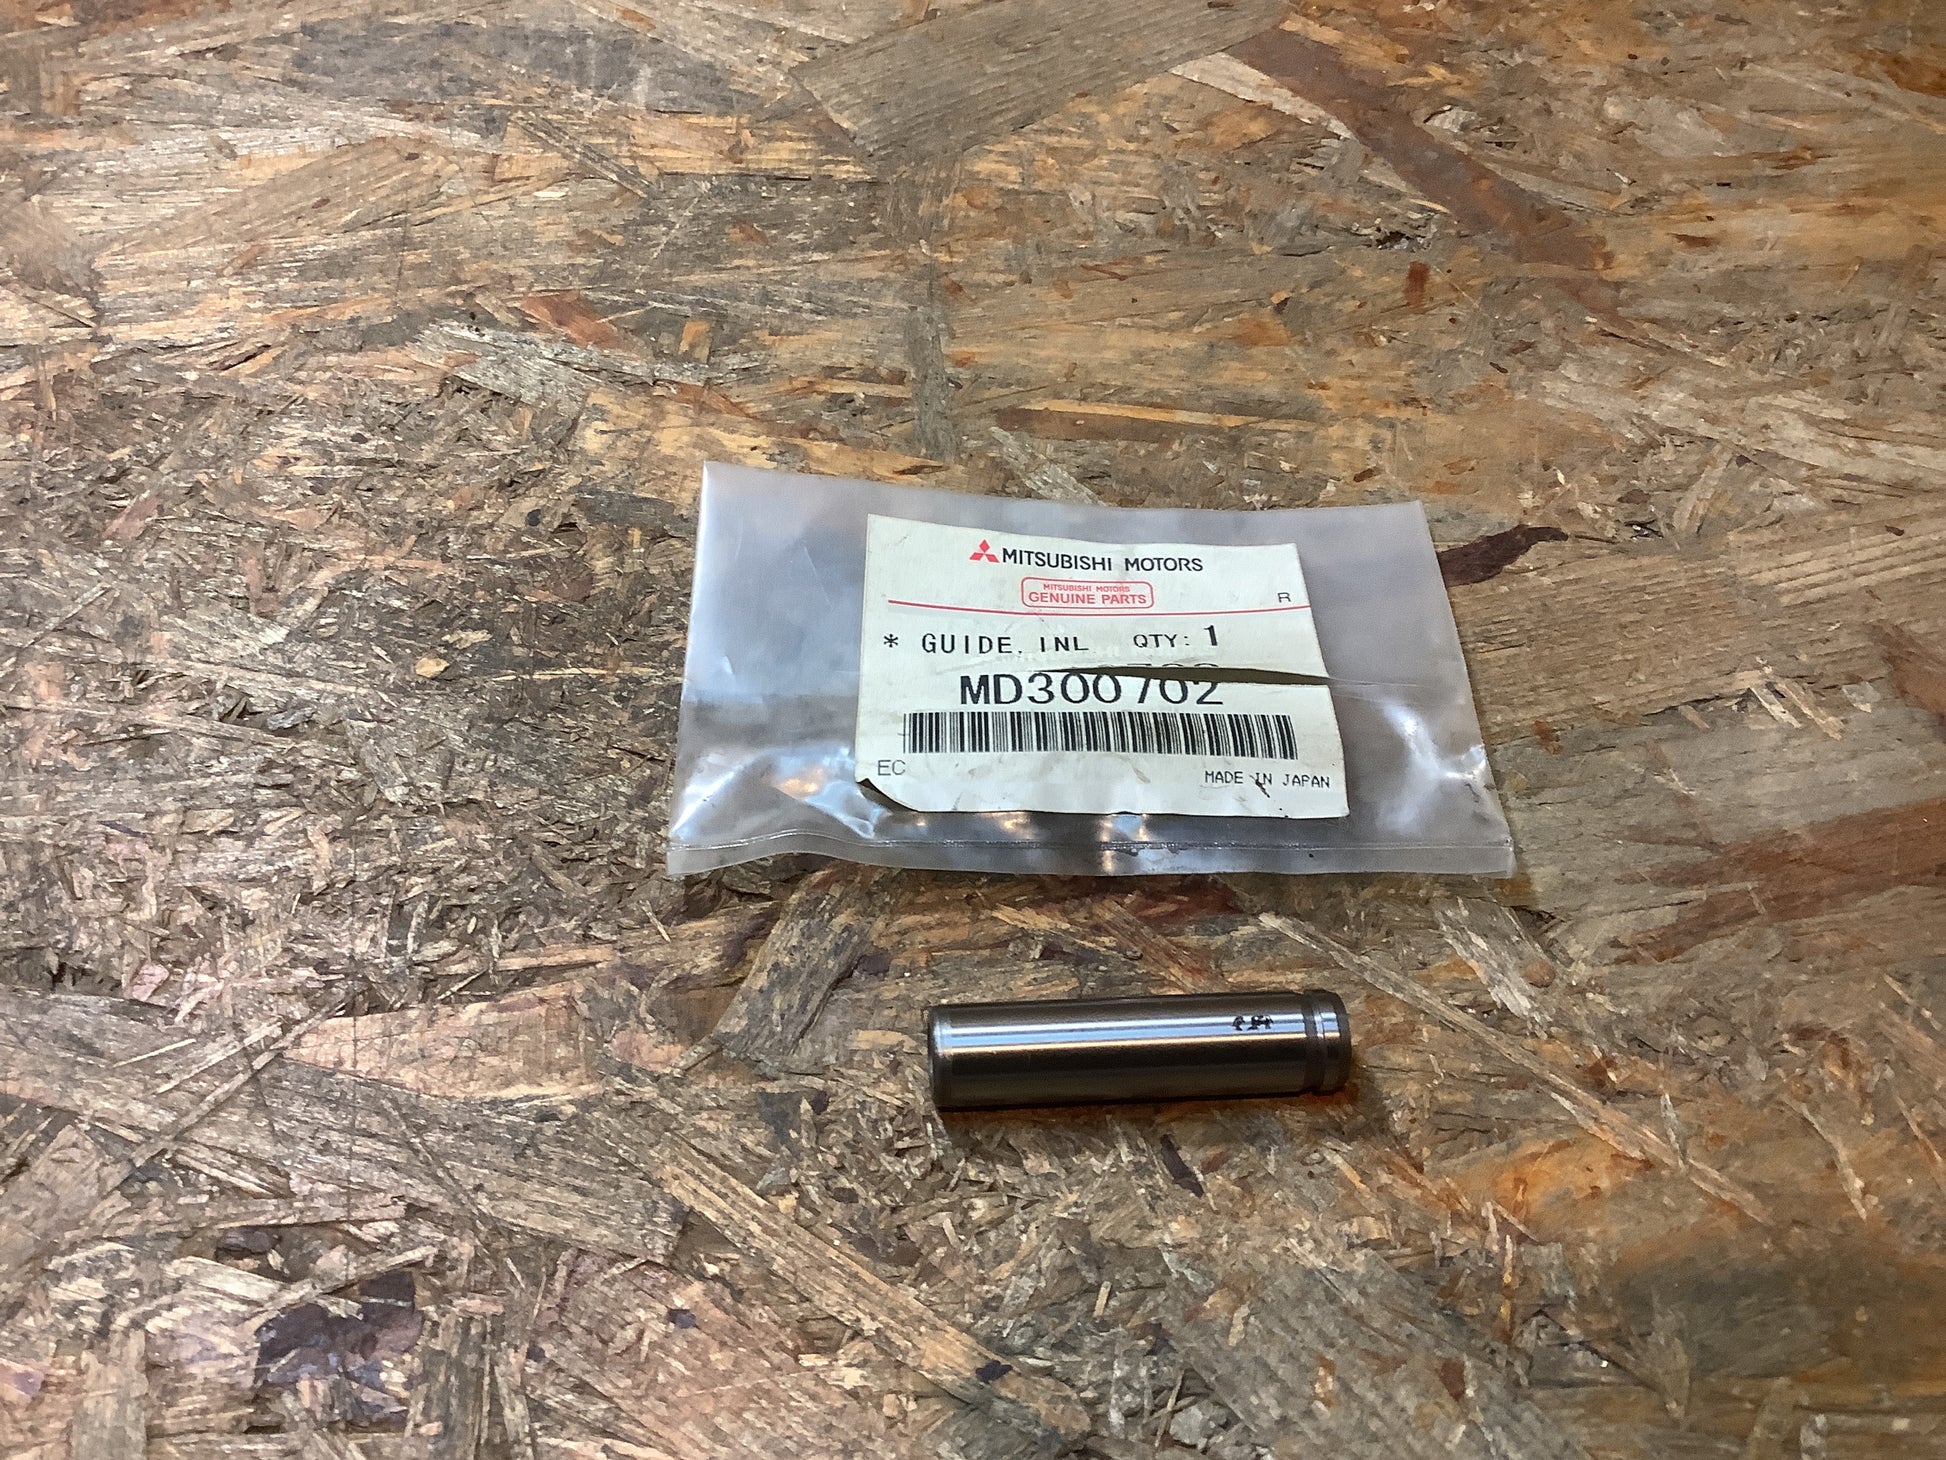 MITSUBISHI MOTORS
MITSUBISHI MOTORS
GENUINE PARTS
R
* GUIDE, INL QTY: 1
MD300702
EC
MADE IN JAPAN